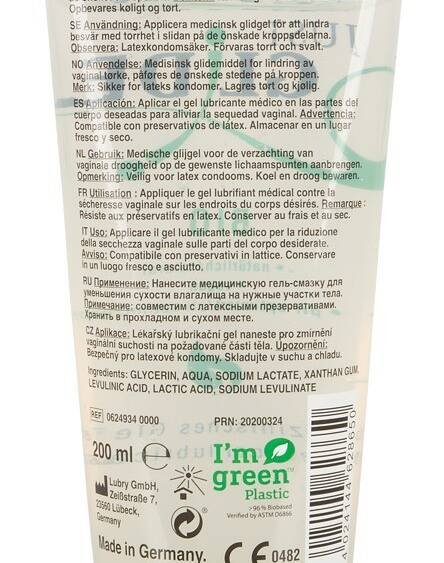 Opbevares køligt og tørt.
SE Användning: Applicera medicinsk glidgel för att lindra
besvär med torrhet i slidan på de önskade kroppsdelarna.
Observera: Latexkondomsäker. Förvaras torrt och svalt.
NO Anvendelse: Medisinsk glidemiddel for lindring av
vaginal tørke, påføres de ønskede stedene på kroppen.
Merk: Sikker for lateks kondomer. Lagres tørt og kjølig.
ES Aplicación: Aplicar el gel lubricante médico en las partes del
cuerpo deseadas para aliviar la sequedad vaginal. Advertencia:
Compatible con preservativos de látex. Almacenar en un lugar
fresco y seco.
NL Gebruik: Medische glijgel voor de verzachting van
vaginale droogheid op de gewenste lichaamspunten aanbrengen.
Opmerking: Veilig voor latex condooms. Koel en droog bewaren.
FR Utilisation : Appliquer le gel lubrifiant médical contre la
sécheresse vaginale sur les endroits du corps désirés. Remarque :
Résiste aux préservatifs en latex. Conserver au frais et au sec.
IT Uso: Applicare il gel lubrificante medico per la riduzione
della secchezza vaginale sulle parti del corpo desiderate.
Avviso: Compatibile con preservativi in lattice. Conservare
in un luogo fresco e asciutto.
RU Применение: Нанесите медицинскую гель-смазку для
уменьшения сухости влагалища на нужные участки тела.
Примечание: совместим с латексными презервативами.
Хранить в прохладном и сухом месте.
CZ Aplikace: Lékařský lubrikační gel naneste pro zmírnění
vaginální suchosti na požadované části těla. Upozornění:
Bezpečný pro latexové kondomy. Skladujte v suchu a chladu.
Ingredients: GLYCERIN, AQUA, SODIUM LACTATE, XANTHAN GUM,
LEVULINIC ACID, LACTIC ACID, SODIUM LEVULINATE
REF 0624934 0000 PRN: 20200324
200 ml ℮
I'm
green™
Plastic
>96 % Biobased
Verified by ASTM D6866
Lubry GmbH,
Zeißstraße 7,
23560 Lübeck,
Germany
Made in Germany. CE 0482
4 024144 628650